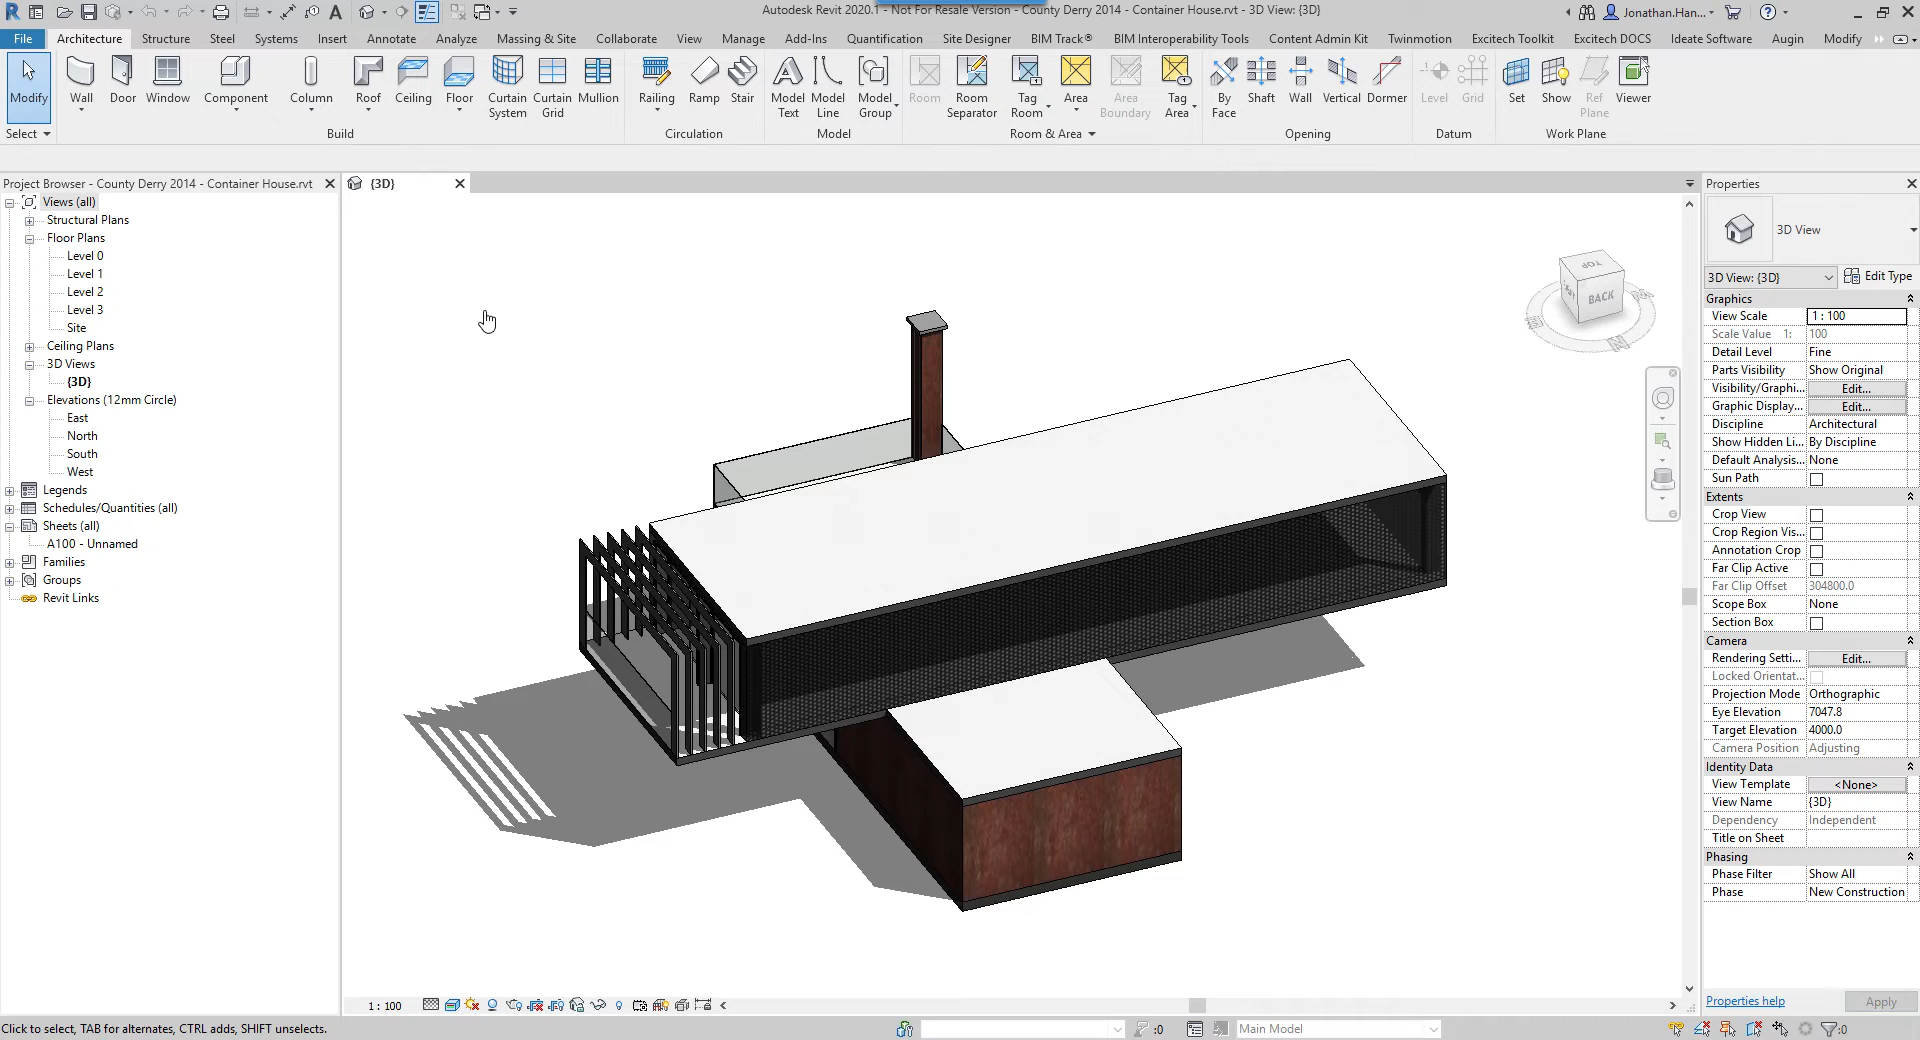 Autodesk Revit 2020.1 - Not For Resale Version - County Derry 2014 - Container House.rvt - 3D View: {3D}
Jonathan.Han...
File Architecture Structure Steel Systems Insert Annotate Analyze Massing & Site Collaborate View Manage Add-Ins Quantification Site Designer BIM Track® BIM Interoperability Tools Content Admin Kit Twinmotion Excitech Toolkit Excitech DOCS Ideate Software Augin Modify
Modify Wall Door Window Component Column Roof Ceiling Floor Curtain System Curtain Grid Mullion Railing Ramp Stair Model Text Model Line Model Group Room Room Separator Tag Room Area Area Boundary Tag Area By Face Shaft Wall Vertical Dormer Level Grid Set Show Ref Plane Viewer
Select Build Circulation Model Room & Area Opening Datum Work Plane
Project Browser - County Derry 2014 - Container House.rvt
Views (all)
Structural Plans
Floor Plans
Level 0
Level 1
Level 2
Level 3
Site
Ceiling Plans
3D Views
{3D}
Elevations (12mm Circle)
East
North
South
West
Legends
Schedules/Quantities (all)
Sheets (all)
A100 - Unnamed
Families
Groups
Revit Links
{3D}
TOP
BACK
Properties
3D View
3D View: {3D} Edit Type
Graphics
View Scale 1 : 100
Scale Value 1: 100
Detail Level Fine
Parts Visibility Show Original
Visibility/Graphi... Edit...
Graphic Display... Edit...
Discipline Architectural
Show Hidden Li... By Discipline
Default Analysis... None
Sun Path
Extents
Crop View
Crop Region Vis...
Annotation Crop
Far Clip Active
Far Clip Offset 304800.0
Scope Box None
Section Box
Camera
Rendering Setti... Edit...
Locked Orientat...
Projection Mode Orthographic
Eye Elevation 7047.8
Target Elevation 4000.0
Camera Position Adjusting
Identity Data
View Template <None>
View Name {3D}
Dependency Independent
Title on Sheet
Phasing
Phase Filter Show All
Phase New Construction
Properties help Apply
1 : 100
Click to select, TAB for alternates, CTRL adds, SHIFT unselects.
:0
Main Model
:0